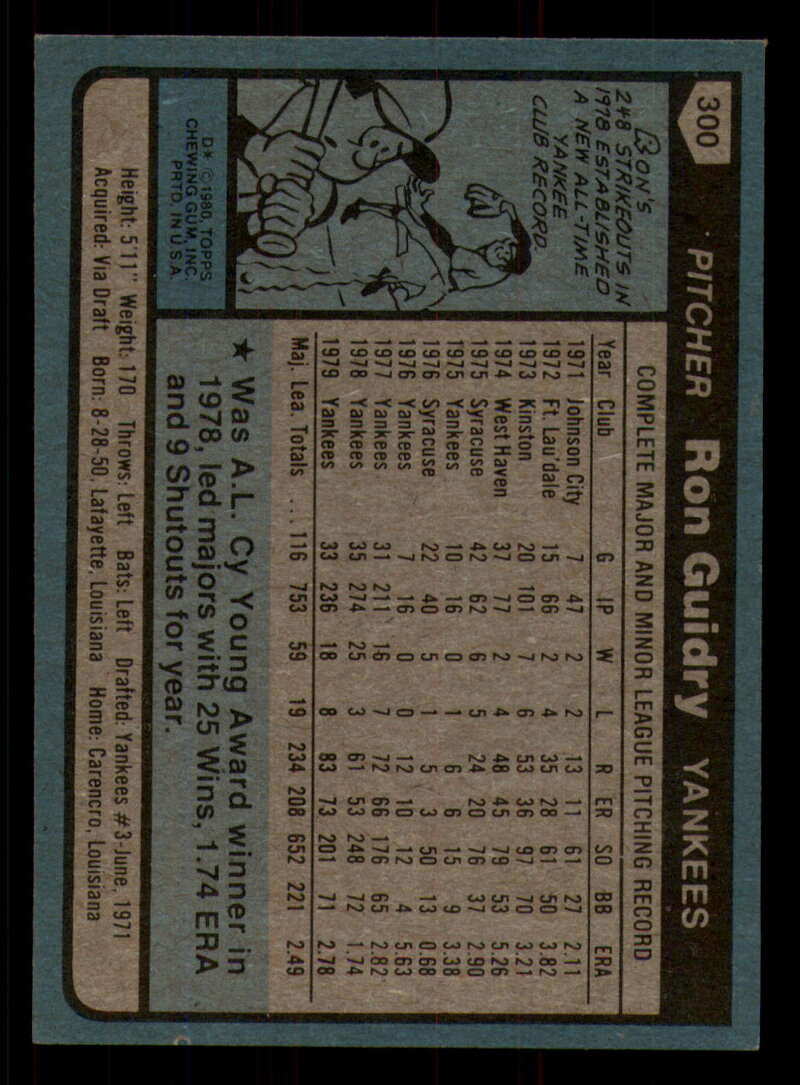 300
PITCHER Ron Guidry YANKEES
RON'S
248 STRIKEOUTS IN
1978 ESTABLISHED
A NEW ALL-TIME
YANKEE
CLUB RECORD.
D* © 1980, TOPPS
CHEWING GUM, INC.
PRTD. IN U.S.A.
COMPLETE MAJOR AND MINOR LEAGUE PITCHING RECORD
Year Club G IP W L R ER SO BB ERA
1971 Johnson City 7 47 2 2 13 11 61 27 2.11
1972 Ft. Lau'dale 15 66 2 4 35 28 61 50 3.82
1973 Kinston 20 101 7 6 53 36 97 70 3.21
1974 West Haven 37 77 2 4 48 45 79 53 5.26
1975 Syracuse 42 62 6 5 24 20 76 37 2.90
1975 Yankees 10 16 0 1 6 6 15 9 3.38
1976 Syracuse 22 40 5 1 5 3 50 13 0.68
1976 Yankees 7 16 0 0 12 10 12 4 5.63
1977 Yankees 31 211 16 7 72 66 176 65 2.82
1978 Yankees 35 274 25 3 61 53 248 72 1.74
1979 Yankees 33 236 18 8 83 73 201 71 2.78
Maj. Lea. Totals ... 116 753 59 19 234 208 652 221 2.49
★ Was A.L. Cy Young Award winner in
1978, led majors with 25 Wins, 1.74 ERA
and 9 Shutouts for year.
Height: 5'11" Weight: 170 Throws: Left Bats: Left Drafted: Yankees #3-June, 1971
Acquired: Via Draft Born: 8-28-50, Lafayette, Louisiana Home: Carencro, Louisiana